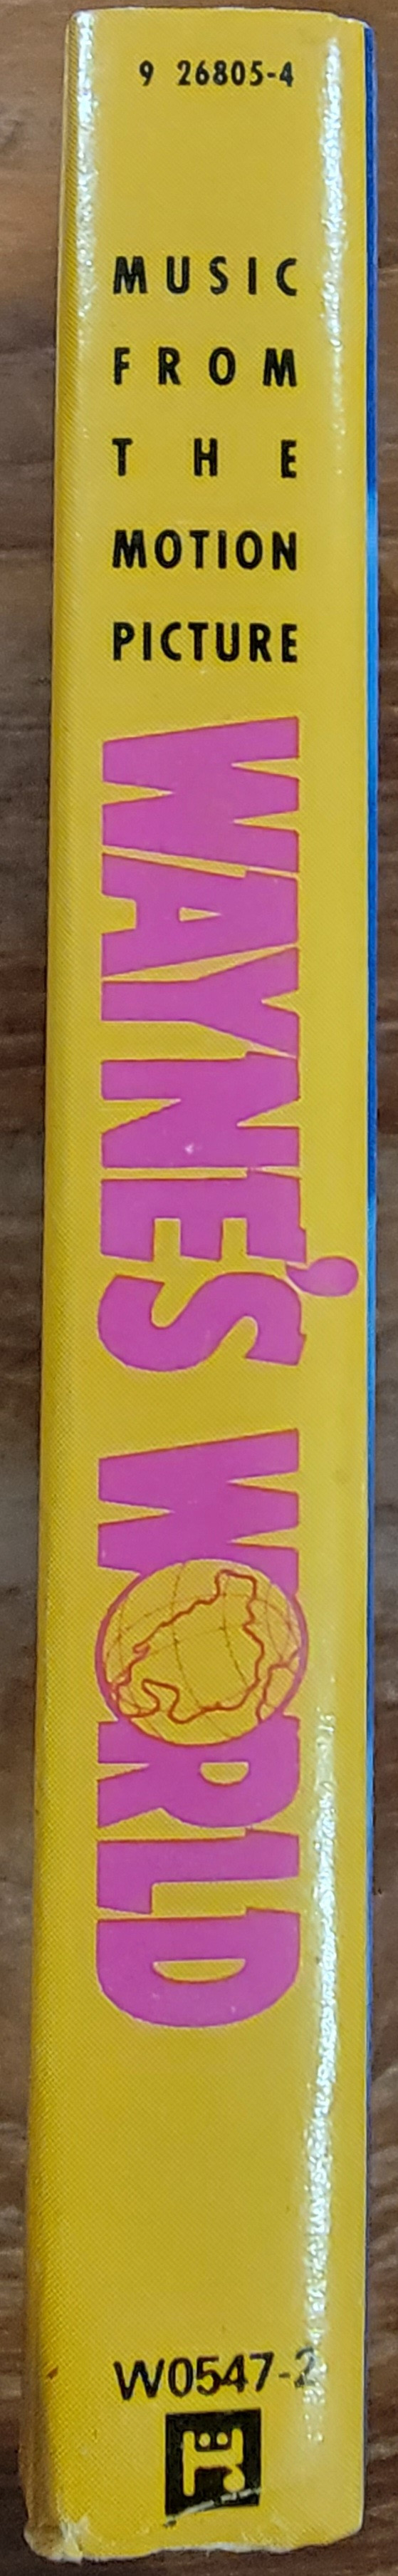 9 26805-4
MUSIC
FROM
THE
MOTION
PICTURE
WAYNE'S WORLD
W0547-2
r: